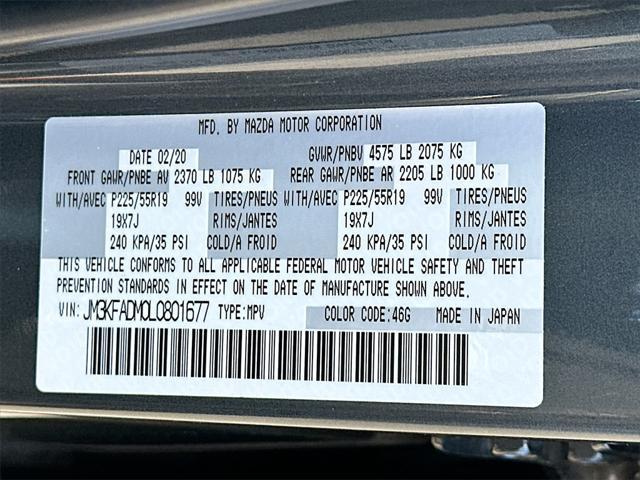 MFD. BY MAZDA MOTOR CORPORATION
DATE 02/20 GVWR/PNBV 4575 LB 2075 KG
FRONT GAWR/PNBE AV 2370 LB 1075 KG REAR GAWR/PNBE AR 2205 LB 1000 KG
WITH/AVEC P225/55R19 99V TIRES/PNEUS WITH/AVEC P225/55R19 99V TIRES/PNEUS
19X7J RIMS/JANTES 19X7J RIMS/JANTES
240 KPA/35 PSI COLD/A FROID 240 KPA/35 PSI COLD/A FROID
THIS VEHICLE CONFORMS TO ALL APPLICABLE FEDERAL MOTOR VEHICLE SAFETY AND THEFT
PREVENTION STANDARDS IN EFFECT ON THE DATE OF MANUFACTURE SHOWN ABOVE.
VIN: JM3KFADM0L0801677 TYPE:MPV COLOR CODE:46G MADE IN JAPAN